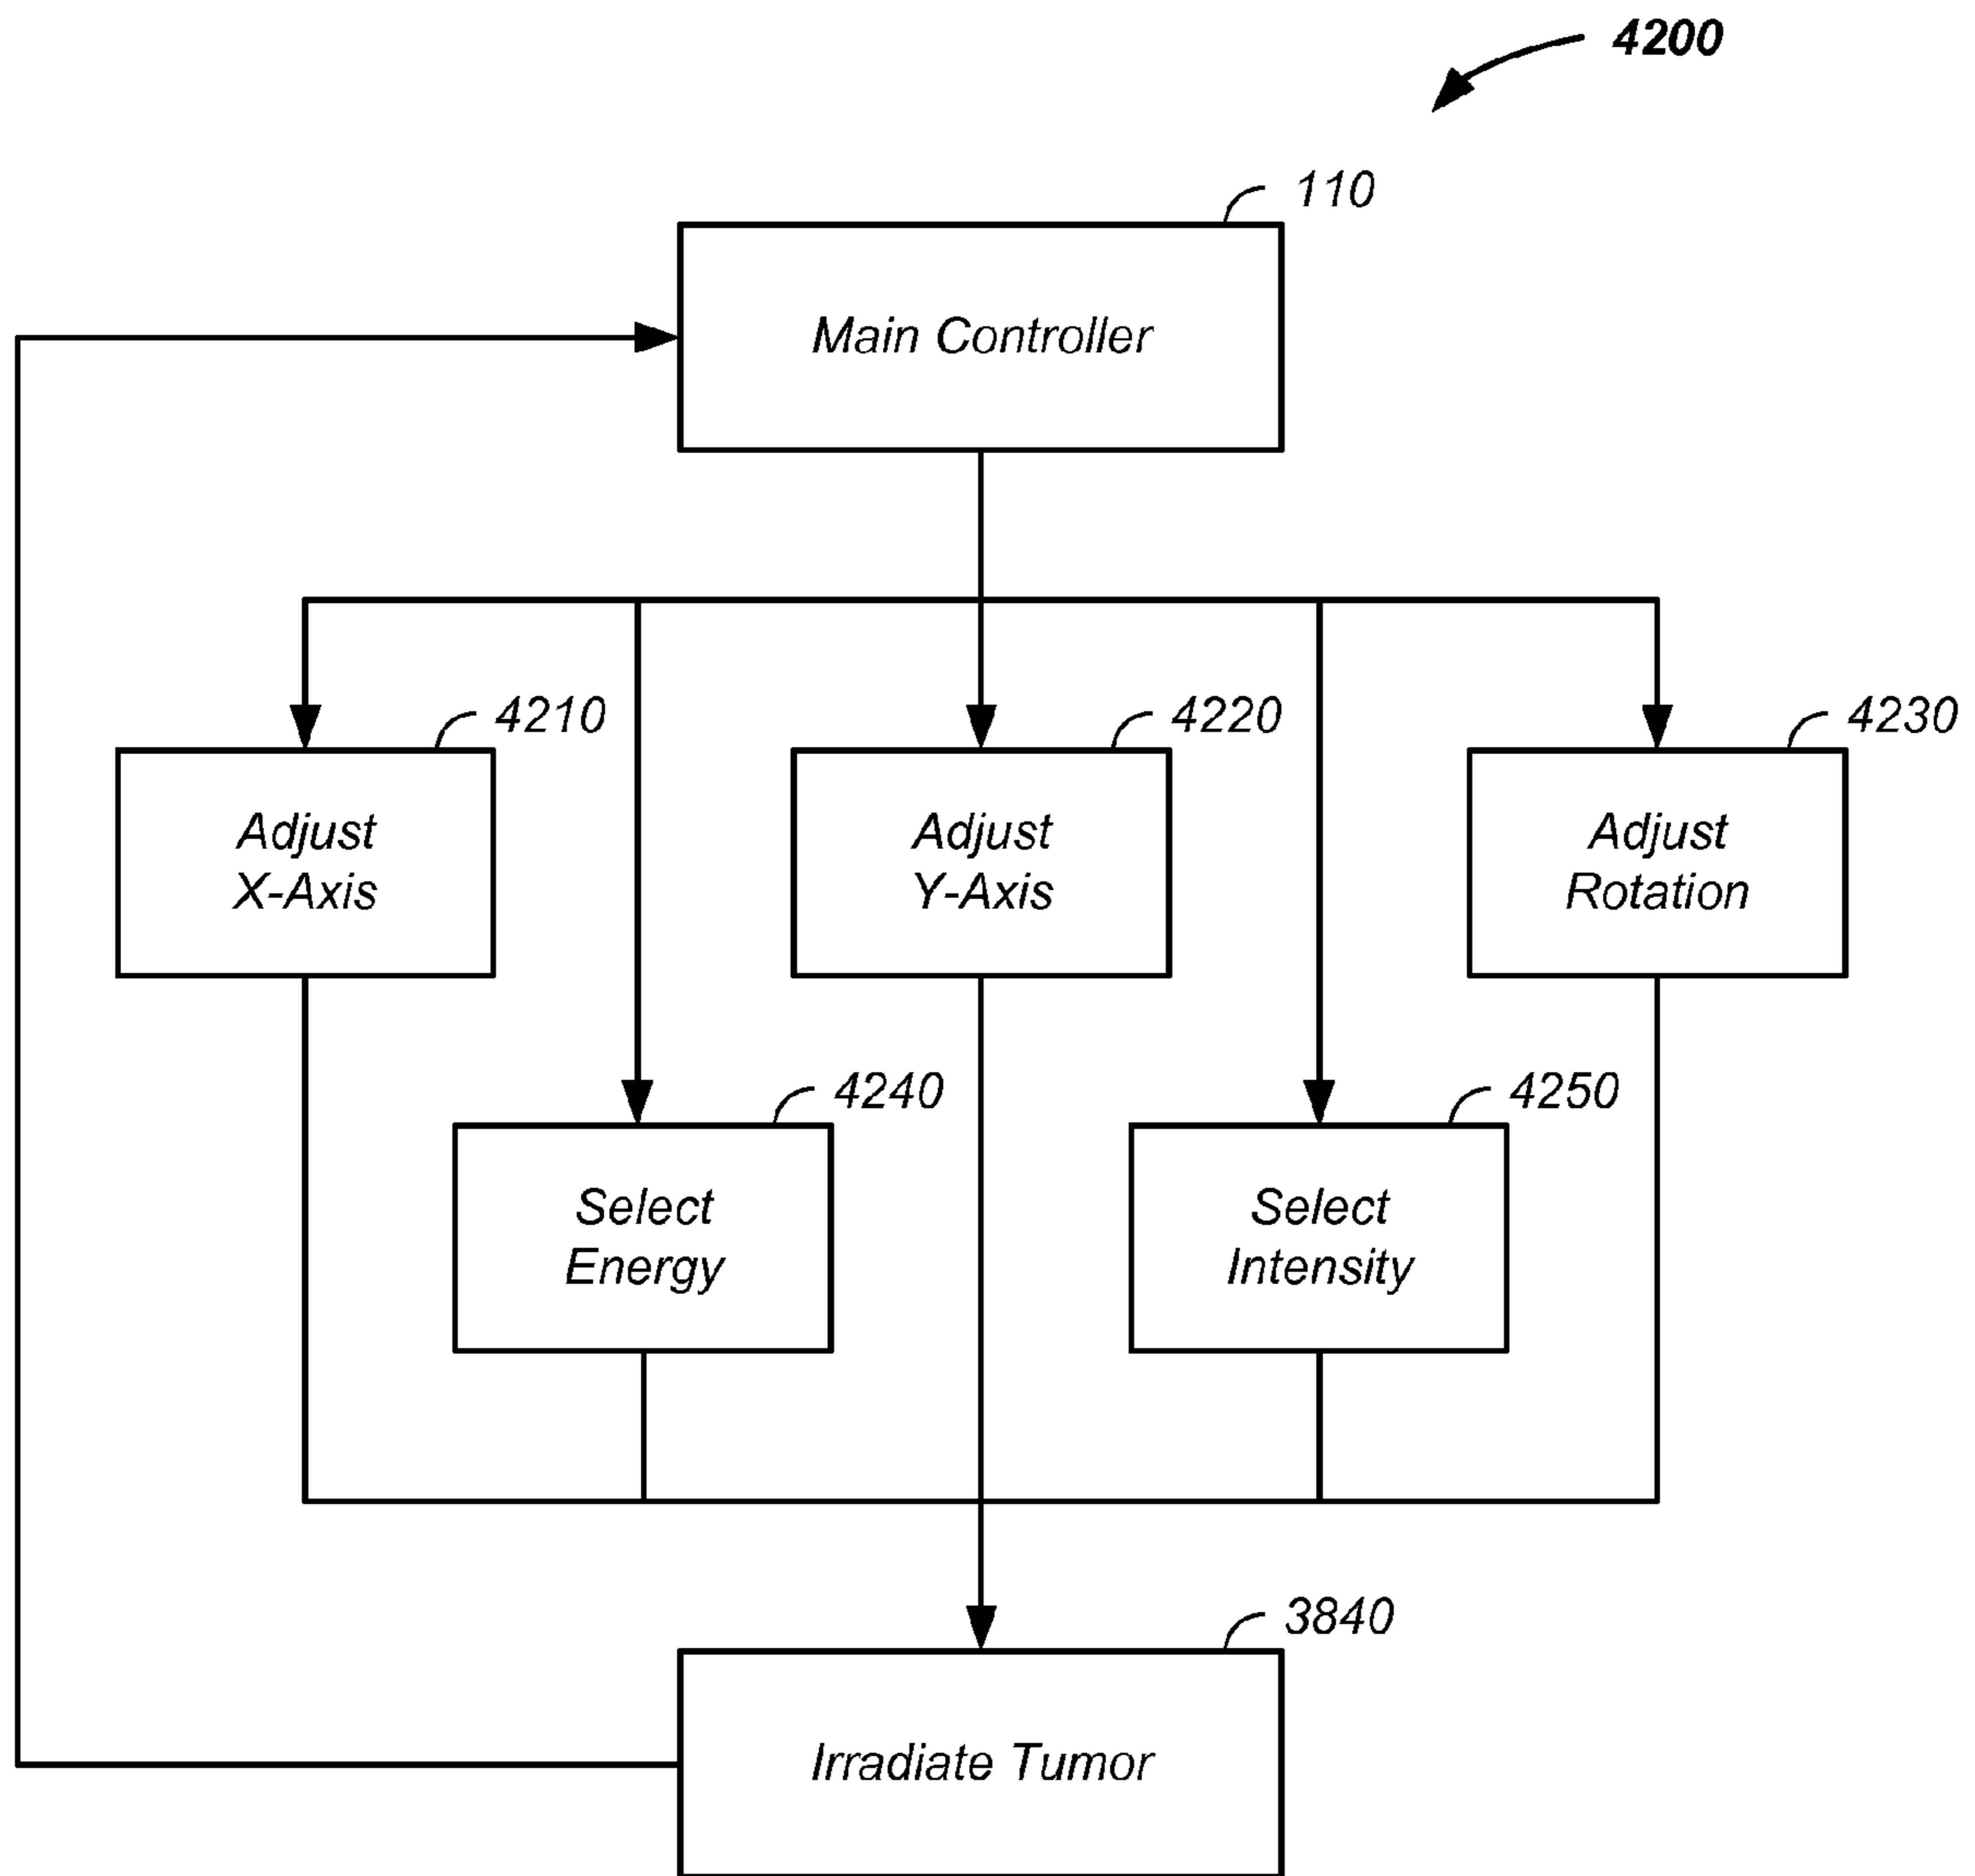 4200
110
Main Controller
4210
4220
4230
Adjust
X-Axis
Adjust
Y-Axis
Adjust
Rotation
4240
4250
Select
Energy
Select
Intensity
3840
Irradiate Tumor